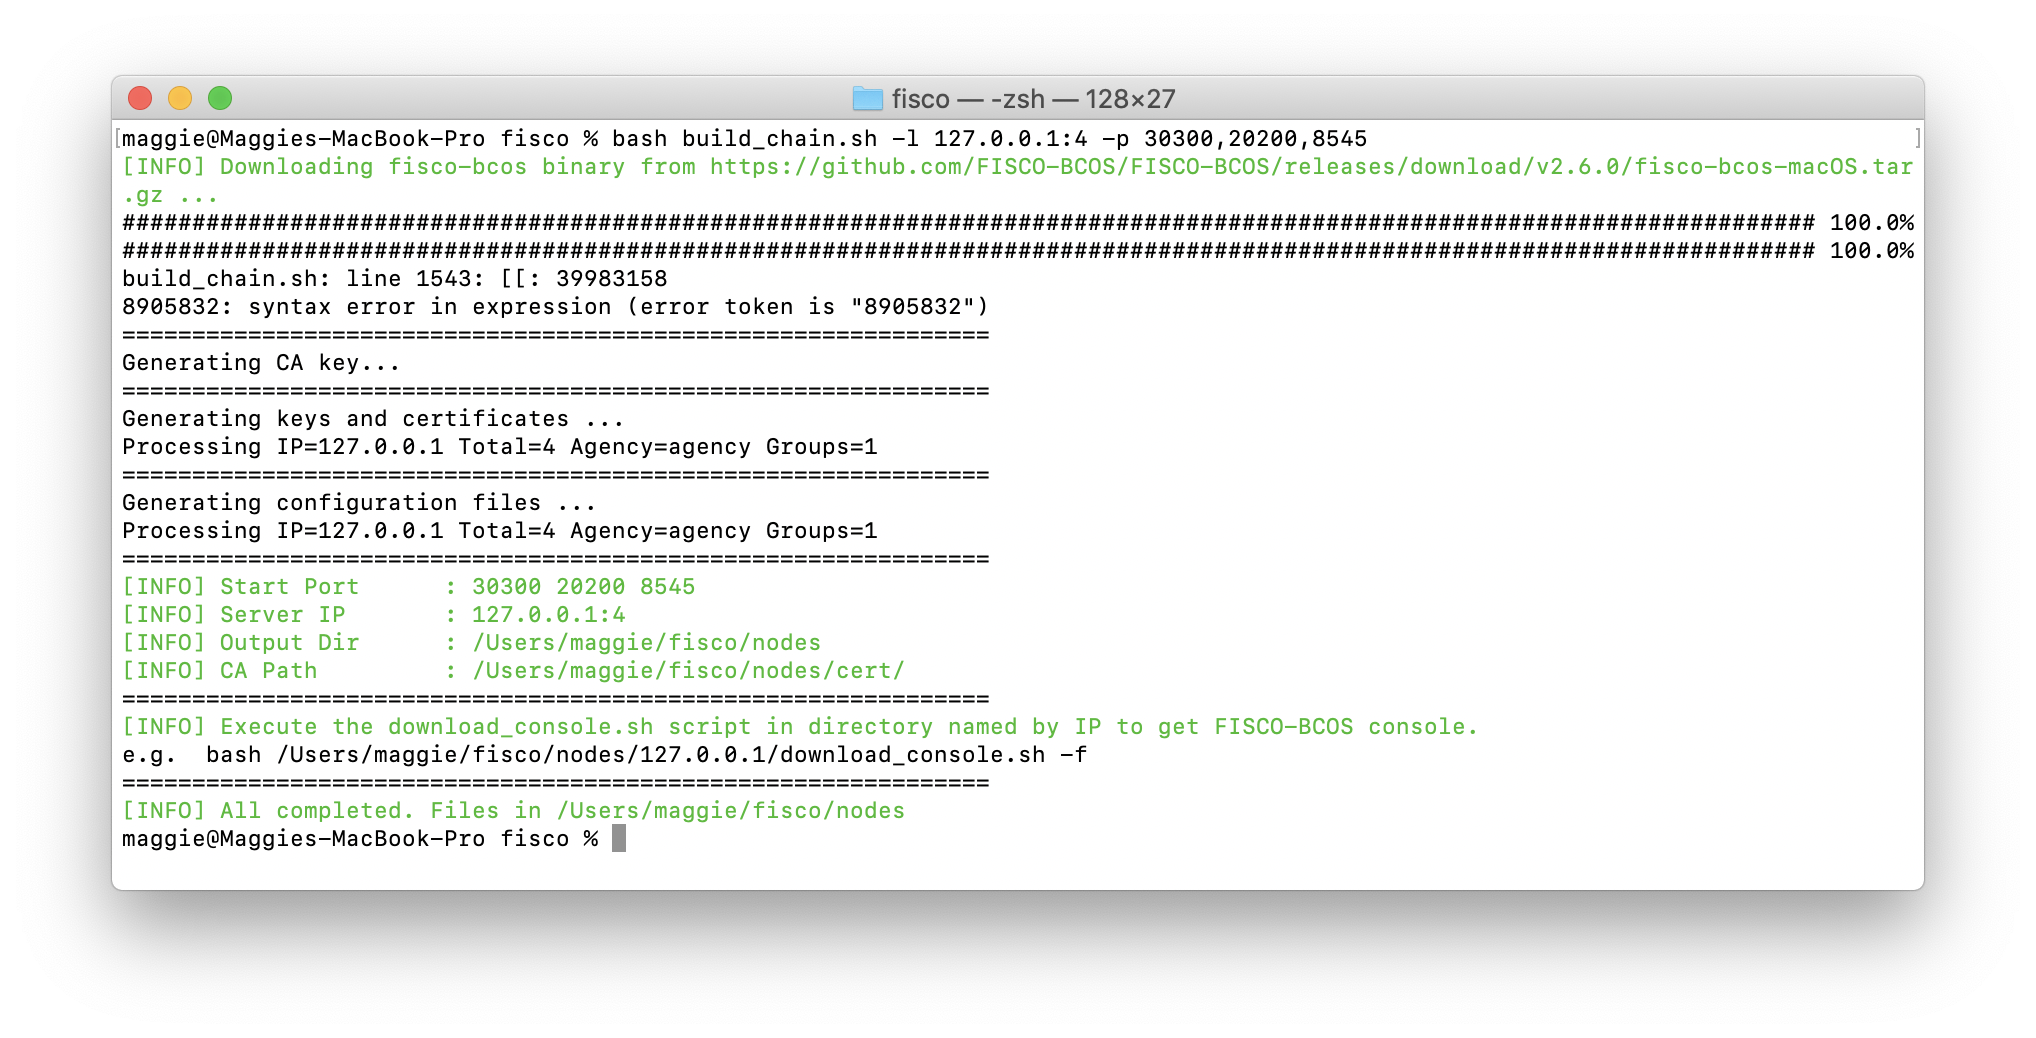 fisco — -zsh — 128×27
[maggie@Maggies-MacBook-Pro fisco % bash build_chain.sh -l 127.0.0.1:4 -p 30300,20200,8545 ]
[INFO] Downloading fisco-bcos binary from https://github.com/FISCO-BCOS/FISCO-BCOS/releases/download/v2.6.0/fisco-bcos-macOS.tar
.gz ...
######################################################################################################################### 100.0%
######################################################################################################################### 100.0%
build_chain.sh: line 1543: [[: 39983158
8905832: syntax error in expression (error token is "8905832")
==============================================================
Generating CA key...
==============================================================
Generating keys and certificates ...
Processing IP=127.0.0.1 Total=4 Agency=agency Groups=1
==============================================================
Generating configuration files ...
Processing IP=127.0.0.1 Total=4 Agency=agency Groups=1
==============================================================
[INFO] Start Port      : 30300 20200 8545
[INFO] Server IP       : 127.0.0.1:4
[INFO] Output Dir      : /Users/maggie/fisco/nodes
[INFO] CA Path         : /Users/maggie/fisco/nodes/cert/
==============================================================
[INFO] Execute the download_console.sh script in directory named by IP to get FISCO-BCOS console.
e.g.  bash /Users/maggie/fisco/nodes/127.0.0.1/download_console.sh -f
==============================================================
[INFO] All completed. Files in /Users/maggie/fisco/nodes
maggie@Maggies-MacBook-Pro fisco %